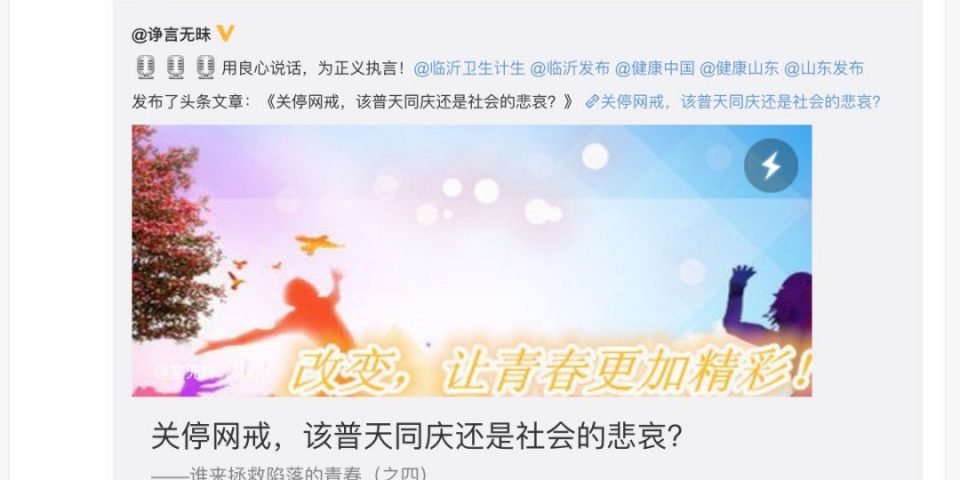 @诤言无昧
用良心说话，为正义执言！@临沂卫生计生 @临沂发布 @健康中国 @健康山东 @山东发布
发布了头条文章：《关停网戒，该普天同庆还是社会的悲哀？》 关停网戒，该普天同庆还是社会的悲哀？
诤言无昧
改变，让青春更加精彩！
关停网戒，该普天同庆还是社会的悲哀？
——谁来拯救陷落的青春（之四）